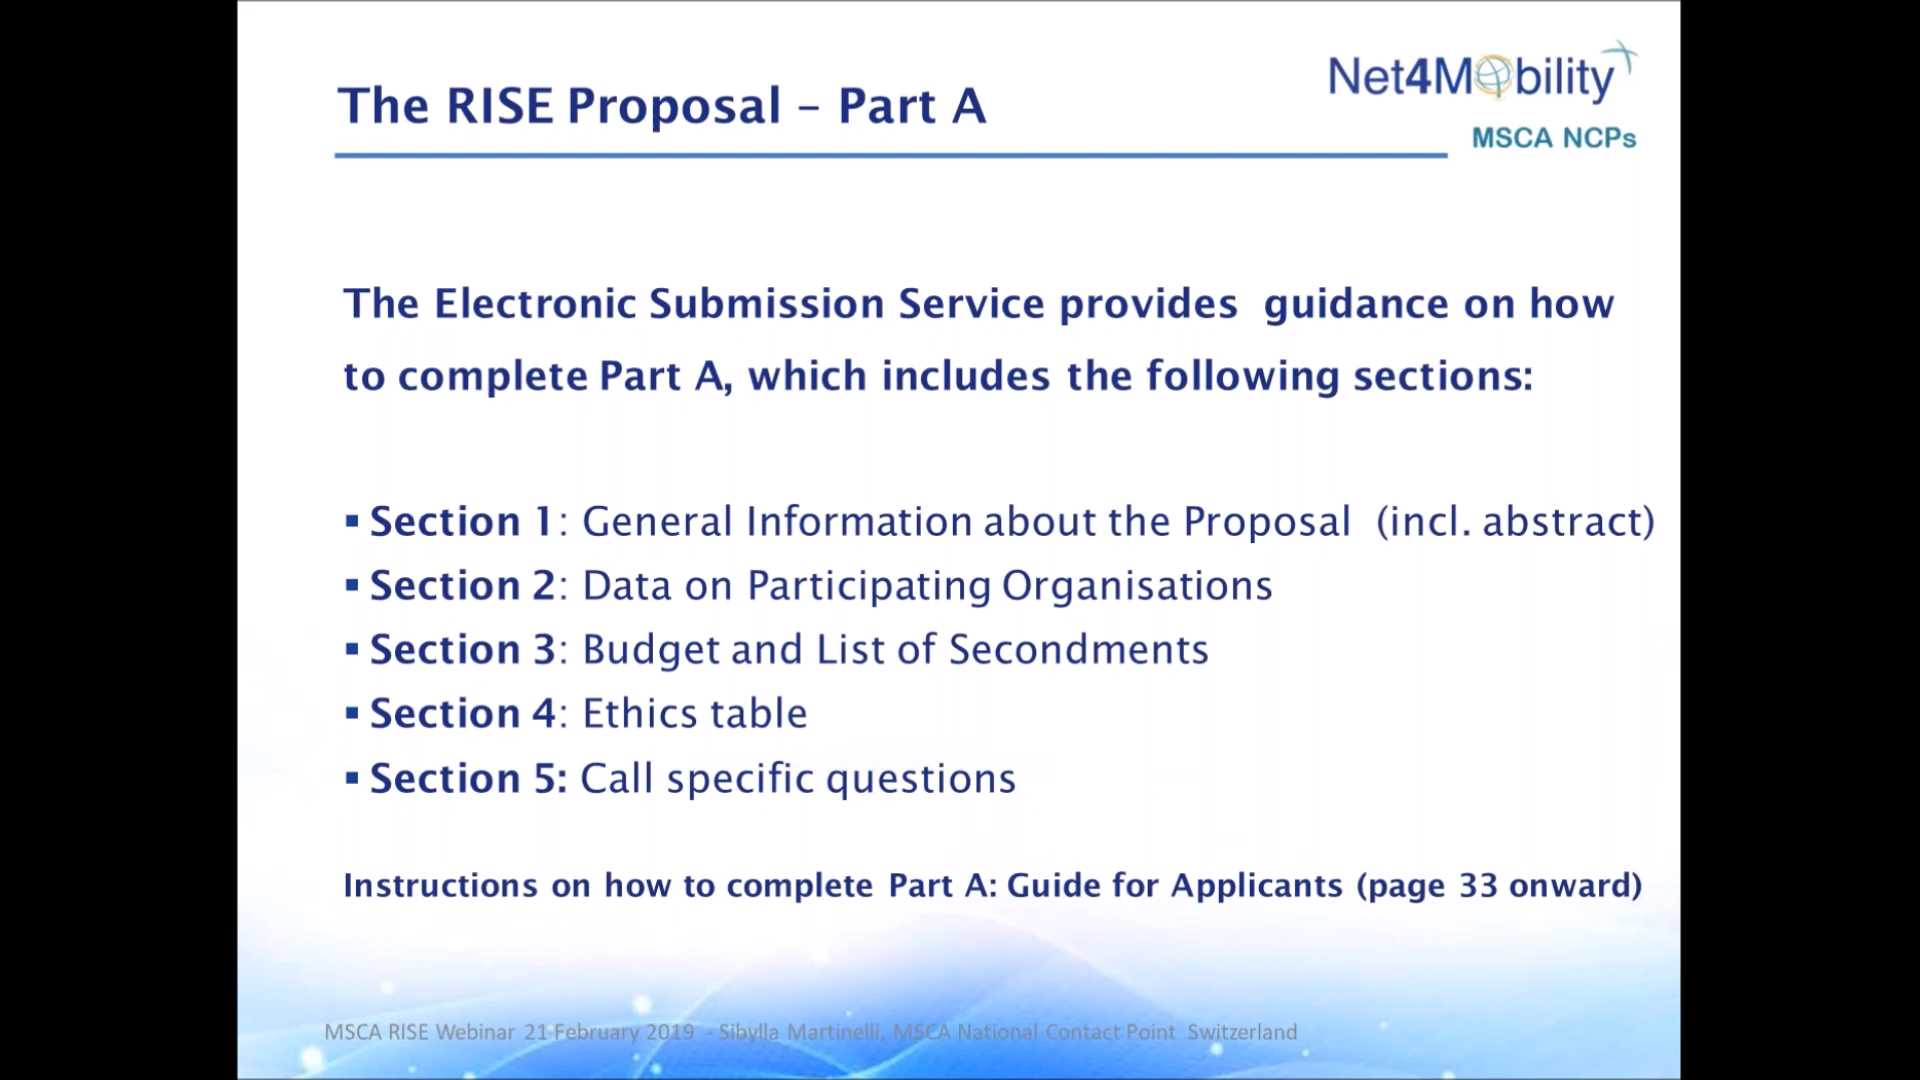 The RISE Proposal – Part A
Net4Mobility
MSCA NCPs
The Electronic Submission Service provides guidance on how
to complete Part A, which includes the following sections:
▪ Section 1: General Information about the Proposal (incl. abstract)
▪ Section 2: Data on Participating Organisations
▪ Section 3: Budget and List of Secondments
▪ Section 4: Ethics table
▪ Section 5: Call specific questions
Instructions on how to complete Part A: Guide for Applicants (page 33 onward)
MSCA RISE Webinar 21 February 2019 - Sibylla Martinelli, MSCA National Contact Point Switzerland